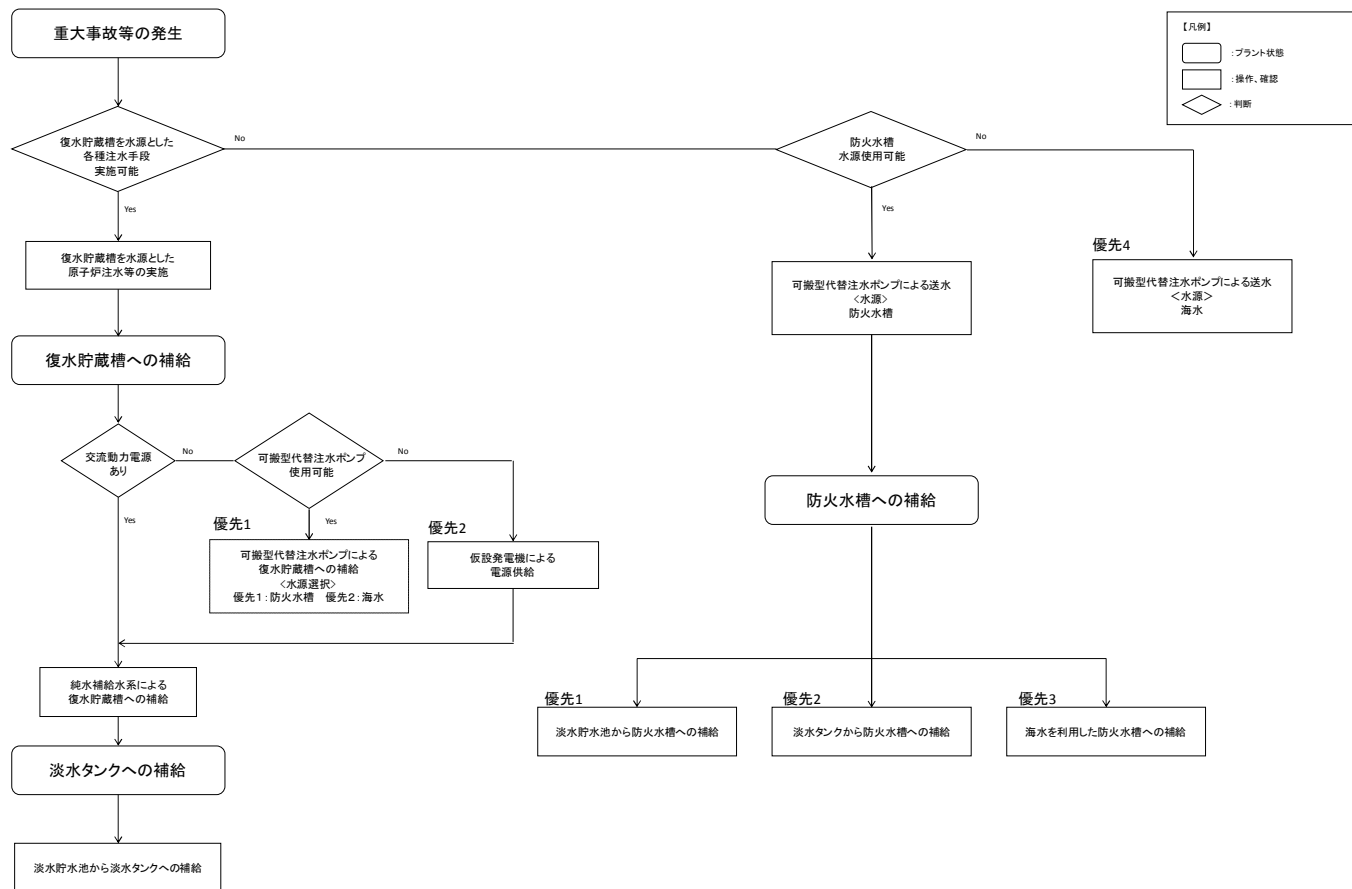 重大事故等の発生
【凡例】
:プラント状態
:操作、確認
:判断
復水貯蔵槽を水源とした
各種注水手段
実施可能
No
Yes
防火水槽
水源使用可能
No
Yes
復水貯蔵槽を水源とした
原子炉注水等の実施
可搬型代替注水ポンプによる送水
<水源>
防火水槽
優先4
可搬型代替注水ポンプによる送水
<水源>
海水
復水貯蔵槽への補給
交流動力電源
あり
No
Yes
可搬型代替注水ポンプ
使用可能
No
Yes
優先1
可搬型代替注水ポンプによる
復水貯蔵槽への補給
<水源選択>
優先1:防火水槽 優先2:海水
優先2
仮設発電機による
電源供給
防火水槽への補給
純水補給水系による
復水貯蔵槽への補給
優先1
淡水貯水池から防火水槽への補給
優先2
淡水タンクから防火水槽への補給
優先3
海水を利用した防火水槽への補給
淡水タンクへの補給
淡水貯水池から淡水タンクへの補給